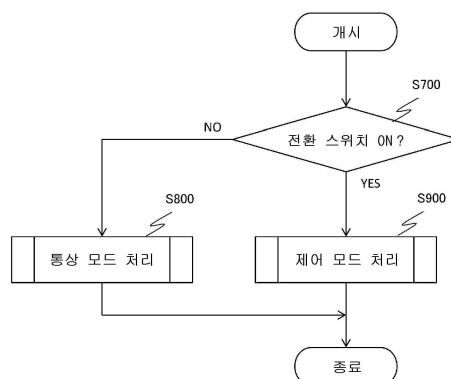 개시
S700
전환 스위치 ON?
NO
YES
S800
S900
통상 모드 처리
제어 모드 처리
종료